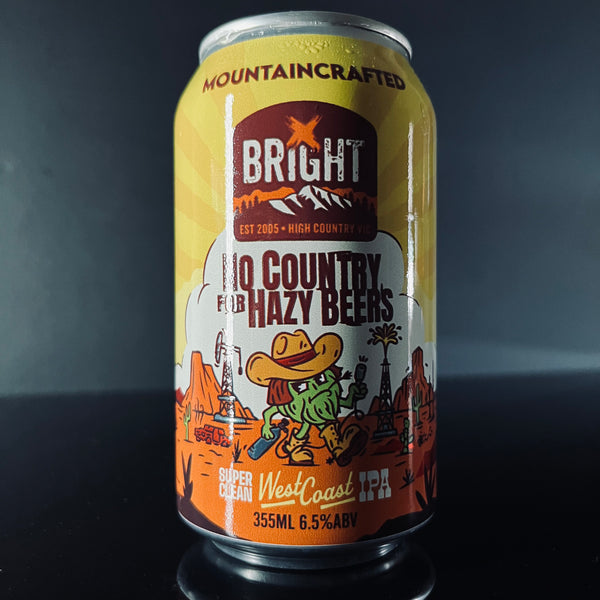 MOUNTAINCRAFTED
BRIGHT
EST 2005 • HIGH COUNTRY VIC
NO COUNTRY
FOR HAZY BEERS
SUPER CLEAN West Coast IPA
355ML 6.5%ABV